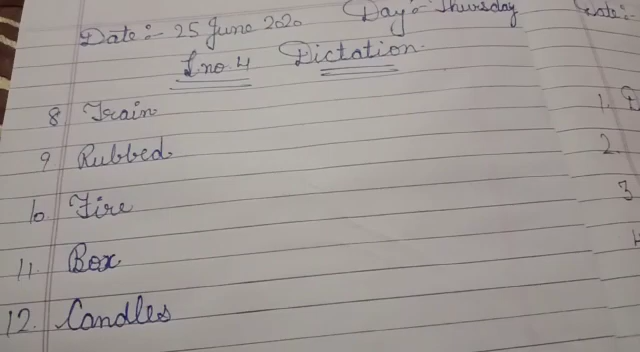 Date:- 25 June 2020 Day:- Thursday
L.no.4 Dictation.
8 Train
9 Rubbed
10 Fire
11. Box
12. Candles
Date:-
1.
2.
3